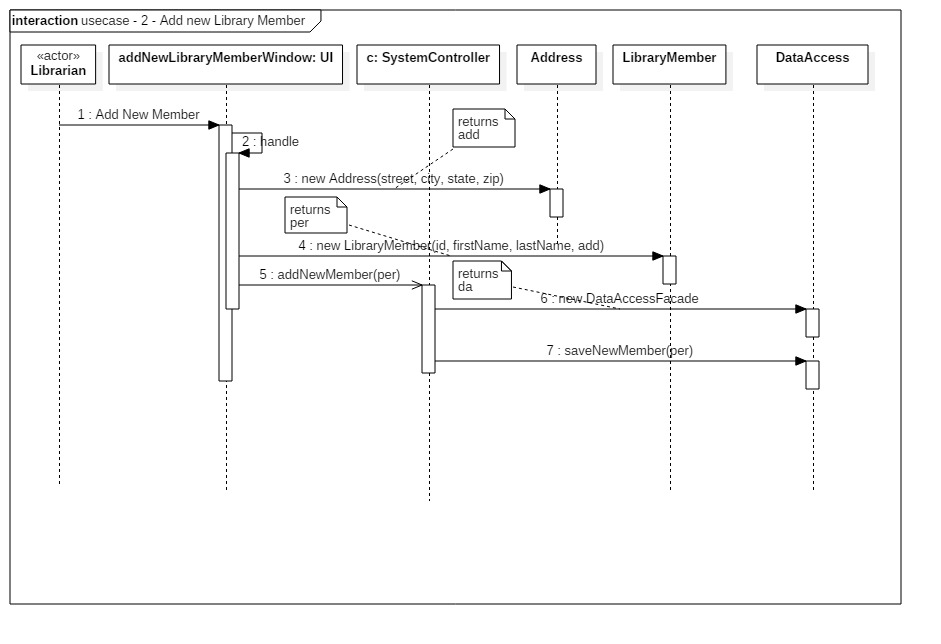 interaction usecase - 2 - Add new Library Member
«actor»
Librarian
addNewLibraryMemberWindow: UI
c: SystemController
Address
LibraryMember
DataAccess
1 : Add New Member
2 : handle
returns
add
3 : new Address(street, city, state, zip)
returns
per
4 : new LibraryMember(id, firstName, lastName, add)
5 : addNewMember(per)
returns
da
6 : new DataAccessFacade
7 : saveNewMember(per)